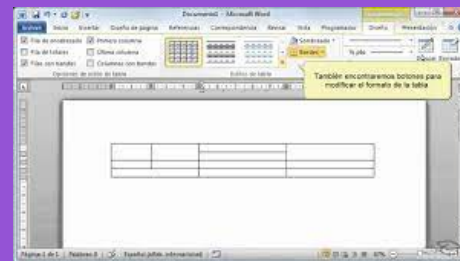 Documento1 - Microsoft Word
Archivo Inicio Insertar Diseño de página Referencias Correspondencia Revisar Vista Programador Diseño Presentación
Fila de encabezado Primera columna
Fila de totales Última columna
Filas con bandas Columnas con bandas
Sombreado
Bordes
½ pto
Opciones de estilo de tabla
Estilos de tabla
También encontraremos botones para
modificar el formato de la tabla
Página: 1 de 1 Palabras: 0 Español (alfab. internacional)